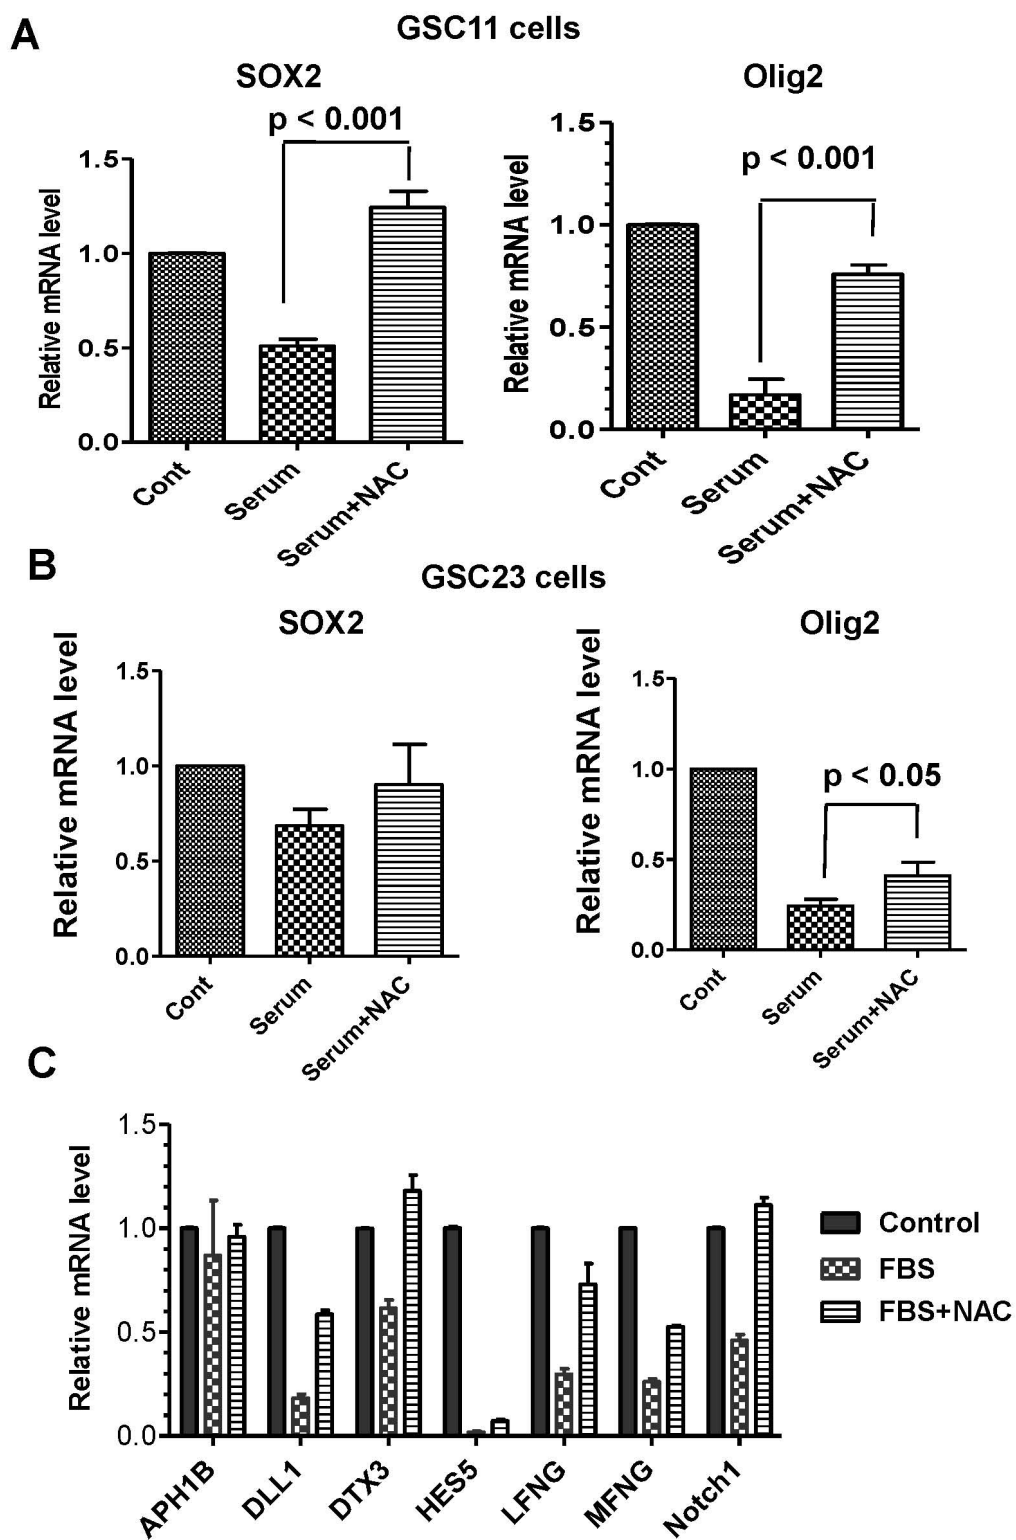 A
GSC11 cells
SOX2
Olig2
p < 0.001
p < 0.001
Relative mRNA level
1.5
1.0
0.5
0.0
Cont
Serum
Serum+NAC
Relative mRNA level
1.5
1.0
0.5
0.0
Cont
Serum
Serum+NAC
B
GSC23 cells
SOX2
Olig2
Relative mRNA level
1.5
1.0
0.5
0.0
Cont
Serum
Serum+NAC
Relative mRNA level
1.5
1.0
0.5
0.0
p < 0.05
Cont
Serum
Serum+NAC
C
Relative mRNA level
1.5
1.0
0.5
0.0
APH1B
DLL1
DTX3
HES5
LFNG
MFNG
Notch1
Control
FBS
FBS+NAC